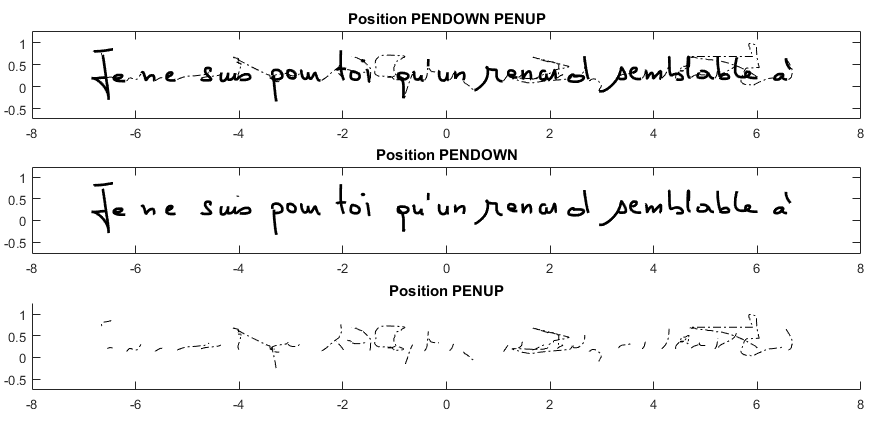 Position PENDOWN PENUP
1
0.5
0
-0.5
Je ne suis pour toi qu'un renard semblable à
-8 -6 -4 -2 0 2 4 6 8
Position PENDOWN
1
0.5
0
-0.5
Je ne suis pour toi qu'un renard semblable à
-8 -6 -4 -2 0 2 4 6 8
Position PENUP
1
0.5
0
-0.5
-8 -6 -4 -2 0 2 4 6 8